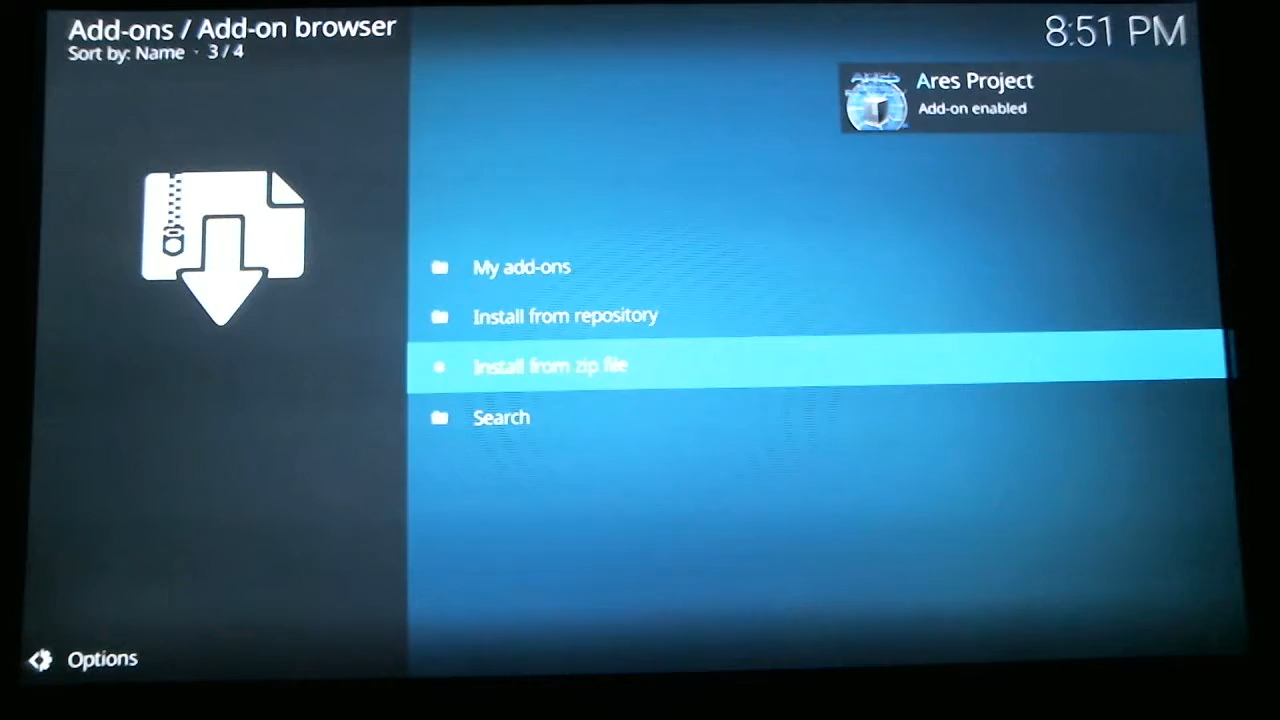 Add-ons / Add-on browser
Sort by: Name · 3 / 4
8:51 PM
ARES
Ares Project
Add-on enabled
My add-ons
Install from repository
Install from zip file
Search
Options